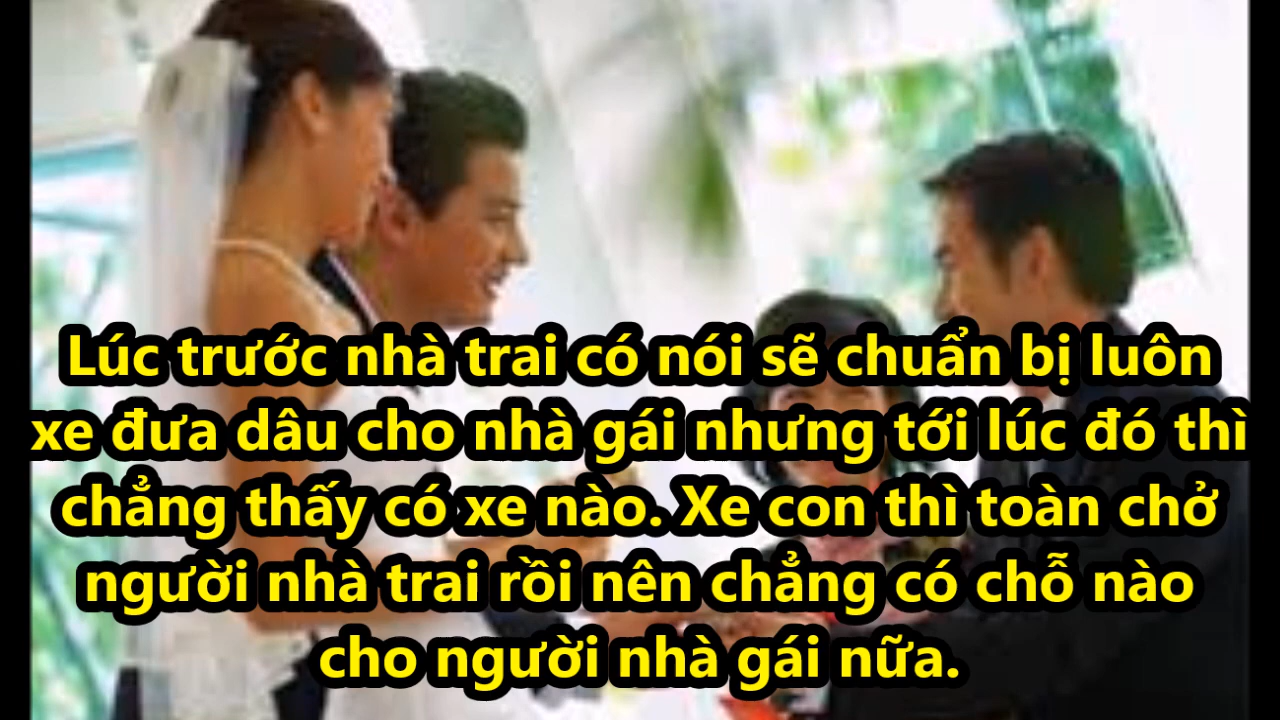 Lúc trước nhà trai có nói sẽ chuẩn bị luôn
xe đưa dâu cho nhà gái nhưng tới lúc đó thì
chẳng thấy có xe nào. Xe con thì toàn chở
người nhà trai rồi nên chẳng có chỗ nào
cho người nhà gái nữa.